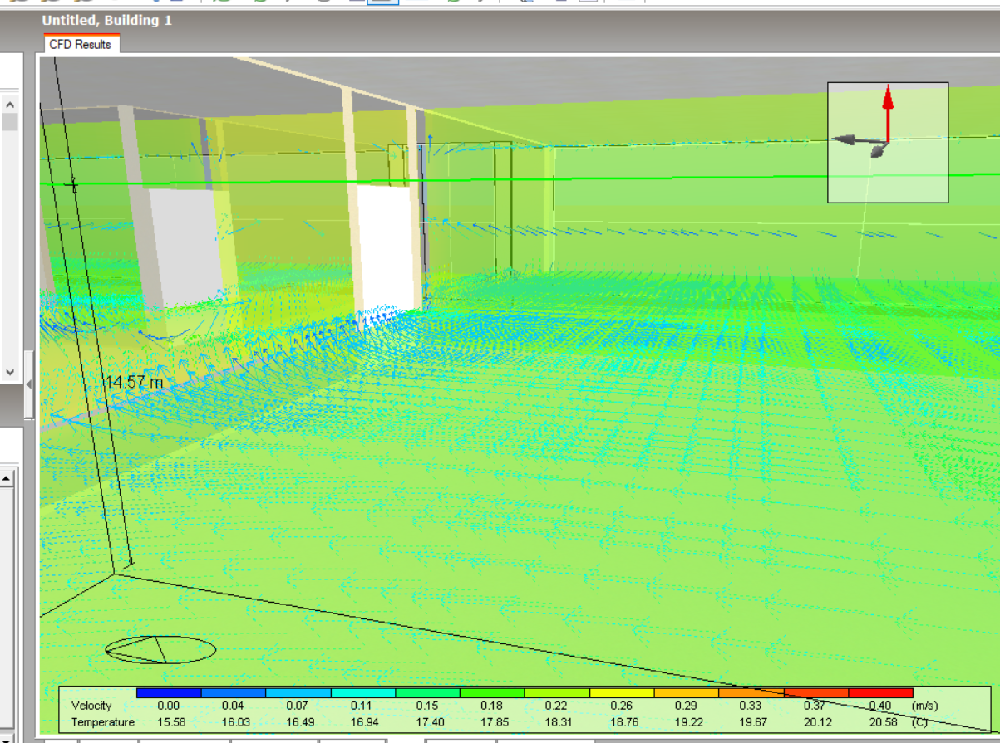 Untitled, Building 1
CFD Results
14.57 m
Velocity 0.00 0.04 0.07 0.11 0.15 0.18 0.22 0.26 0.29 0.33 0.37 0.40 (m/s)
Temperature 15.58 16.03 16.49 16.94 17.40 17.85 18.31 18.76 19.22 19.67 20.12 20.58 (C)